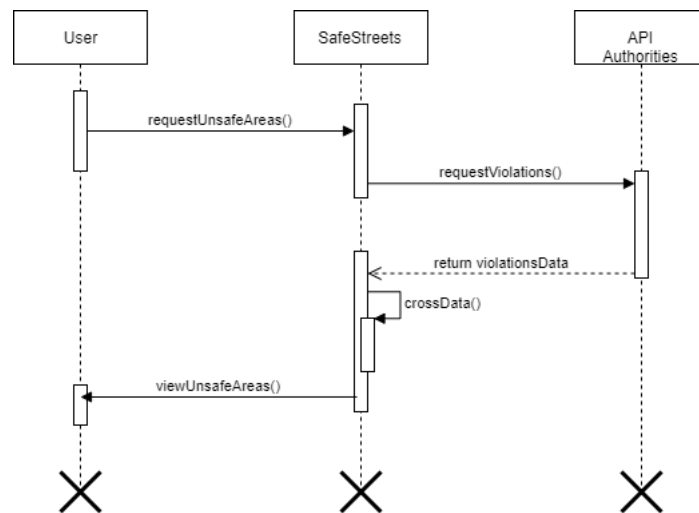 User
SafeStreets
API
Authorities
requestUnsafeAreas()
requestViolations()
return violationsData
crossData()
viewUnsafeAreas()